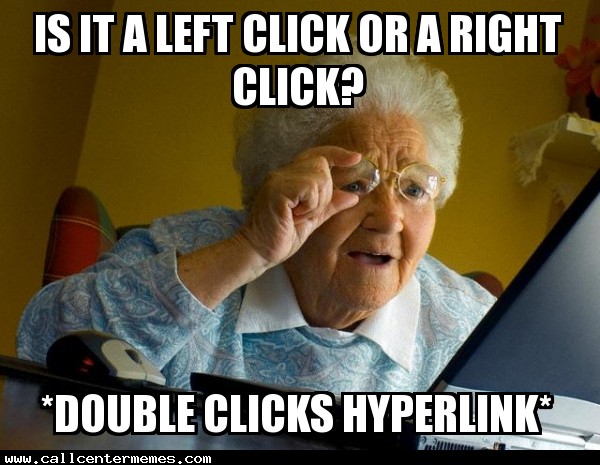 IS IT A LEFT CLICK OR A RIGHT
CLICK?
*DOUBLE CLICKS HYPERLINK*
www.callcentermemes.com